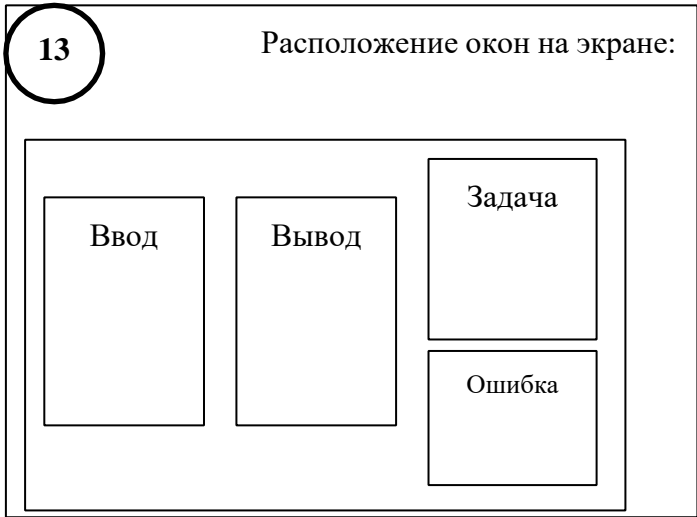 13
Расположение окон на экране:
Ввод
Вывод
Задача
Ошибка